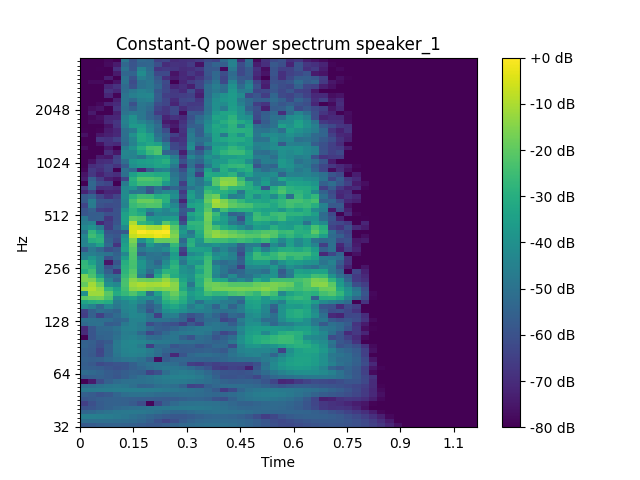 Constant-Q power spectrum speaker_1
Hz
2048
1024
512
256
128
64
32
0 0.15 0.3 0.45 0.6 0.75 0.9 1.1
Time
+0 dB
-10 dB
-20 dB
-30 dB
-40 dB
-50 dB
-60 dB
-70 dB
-80 dB